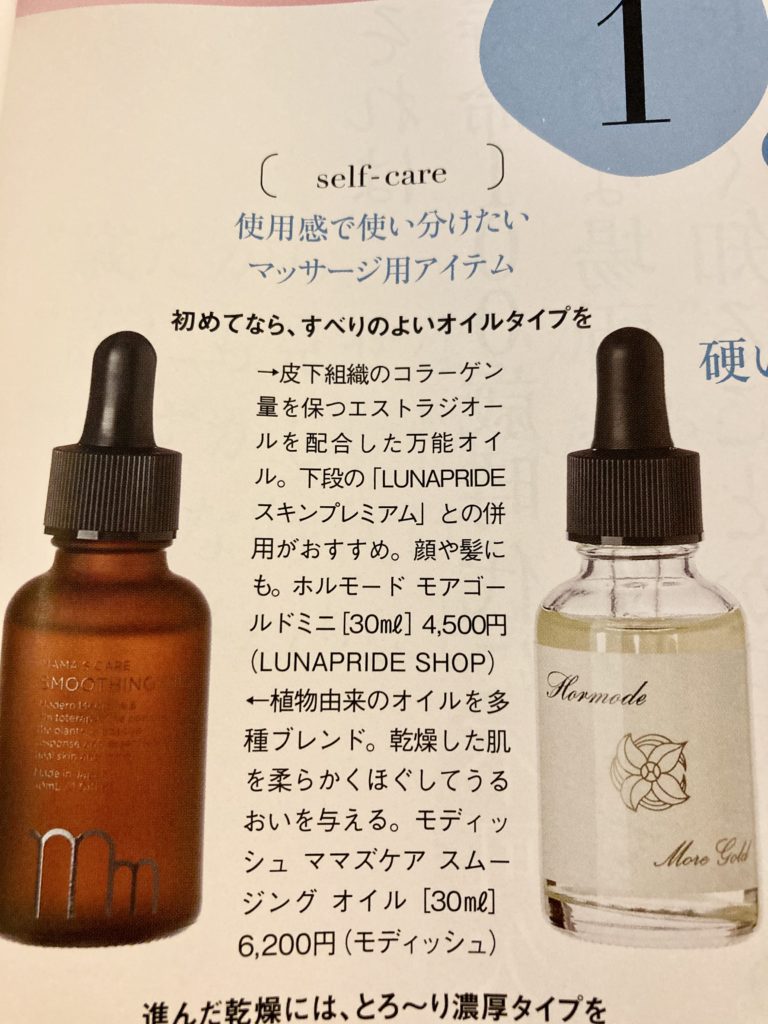 1
self-care
使用感で使い分けたい
マッサージ用アイテム
初めてなら、すべりのよいオイルタイプを
→皮下組織のコラーゲン
量を保つエストラジオー
ルを配合した万能オイ
ル。下段の「LUNAPRIDE
スキンプレミアム」との併
用がおすすめ。顔や髪に
も。ホルモード モアゴー
ルドミニ[30㎖] 4,500円
(LUNAPRIDE SHOP)
←植物由来のオイルを多
種ブレンド。乾燥した肌
を柔らかくほぐしてうる
おいを与える。モディッ
シュ ママズケア スムー
ジング オイル [30㎖]
6,200円(モディッシュ)
進んだ乾燥には、とろ〜り濃厚タイプを
硬い
SMOOTHING
Hormode
More Gold